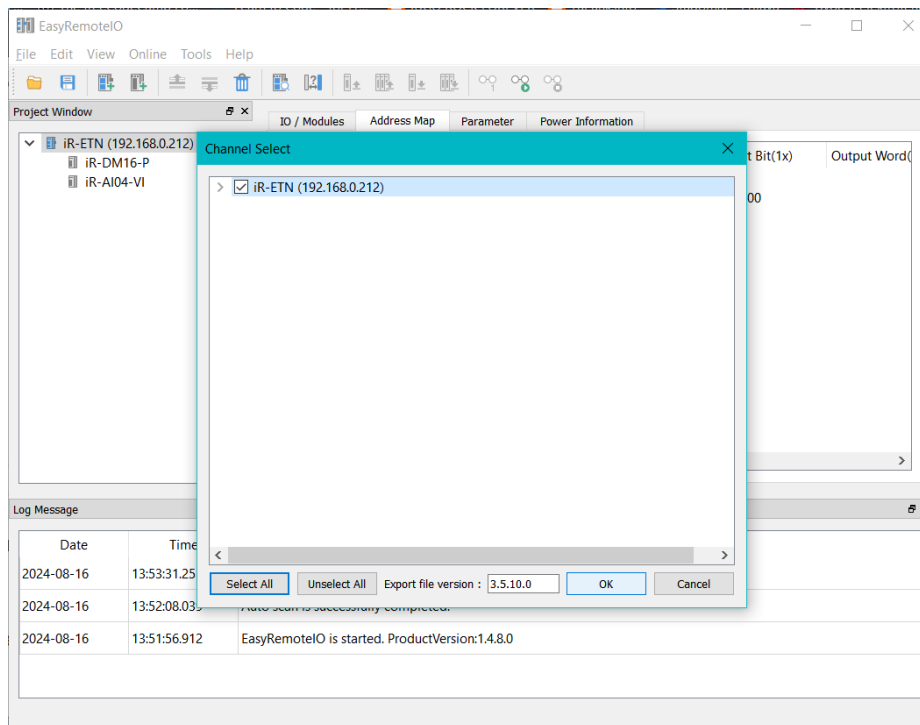 EasyRemoteIO
File Edit View Online Tools Help
Project Window
IO / Modules Address Map Parameter Power Information
iR-ETN (192.168.0.212)
iR-DM16-P
iR-AI04-VI
t Bit(1x) Output Word(
00
Channel Select
iR-ETN (192.168.0.212)
Select All Unselect All Export file version : 3.5.10.0 OK Cancel
Log Message
Date Time
2024-08-16 13:53:31.25
2024-08-16 13:52:08.039 Auto scan is successfully completed.
2024-08-16 13:51:56.912 EasyRemoteIO is started. ProductVersion:1.4.8.0